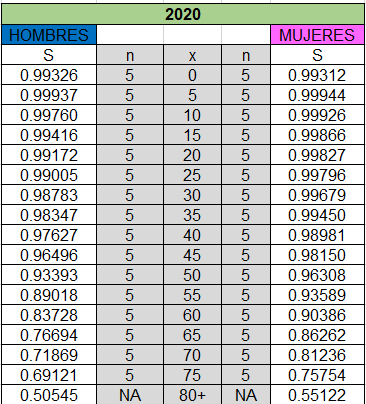 2020
HOMBRES MUJERES
S n x n S
0.99326 5 0 5 0.99312
0.99937 5 5 5 0.99944
0.99760 5 10 5 0.99926
0.99416 5 15 5 0.99866
0.99172 5 20 5 0.99827
0.99005 5 25 5 0.99796
0.98783 5 30 5 0.99679
0.98347 5 35 5 0.99450
0.97627 5 40 5 0.98981
0.96496 5 45 5 0.98150
0.93393 5 50 5 0.96308
0.89018 5 55 5 0.93589
0.83728 5 60 5 0.90386
0.76694 5 65 5 0.86262
0.71869 5 70 5 0.81236
0.69121 5 75 5 0.75754
0.50545 NA 80+ NA 0.55122